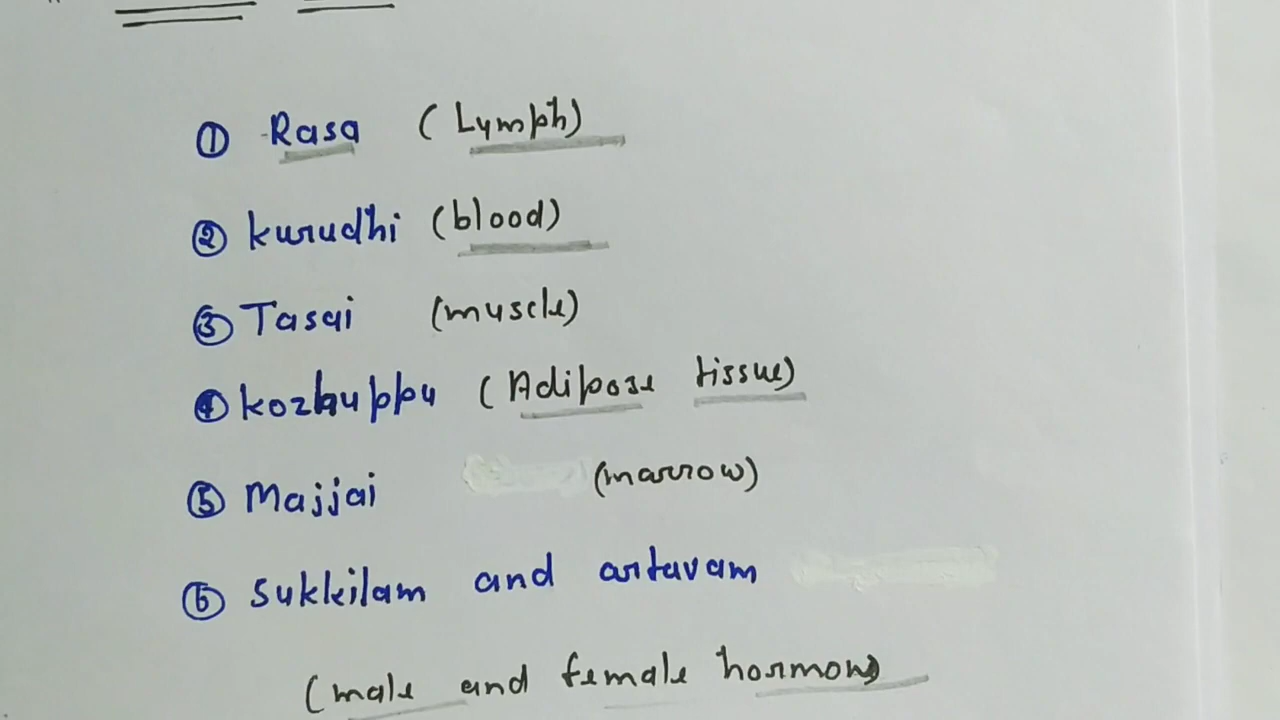 ① Rasa (Lymph)
② kurudhi (blood)
③ Tasai (muscle)
④ kozhuppu (Adipose tissue)
⑤ Majjai (marrow)
⑥ sukkilam and artavam
(male and female hormons)